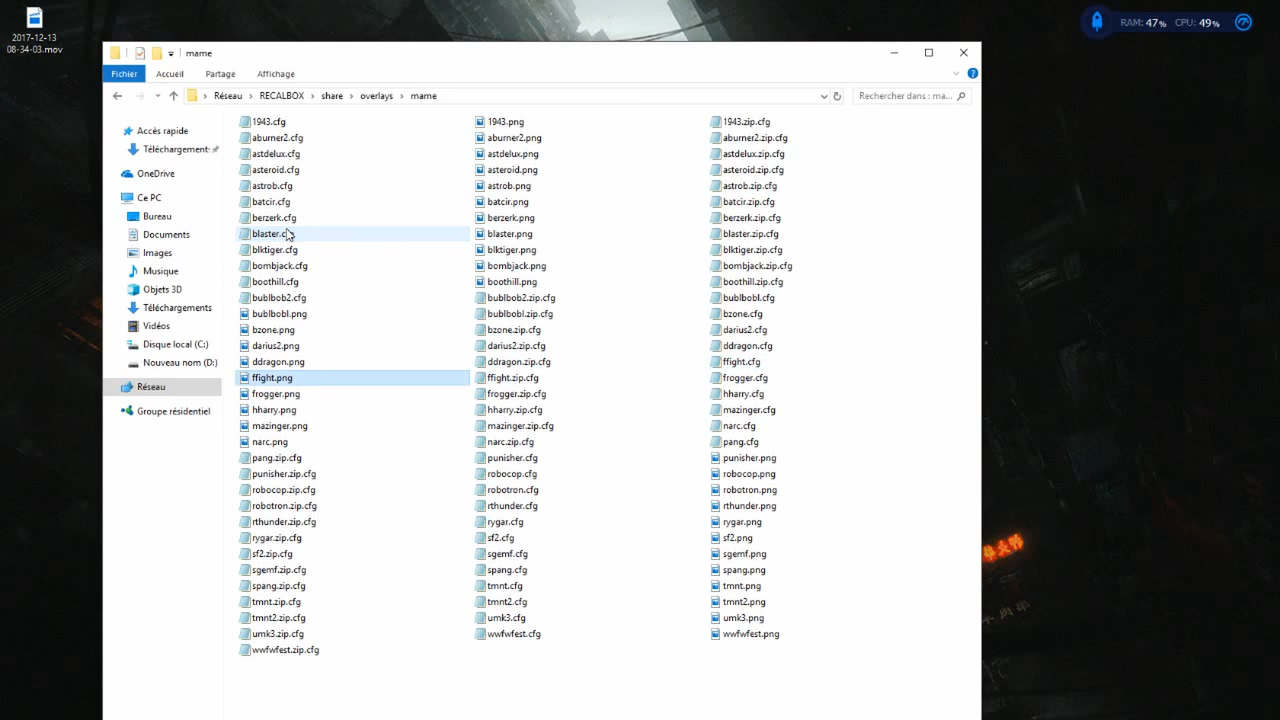 2017-12-13
08-34-03.mov
RAM: 47% CPU: 49%
mame
Fichier Accueil Partage Affichage
Réseau RECALBOX share overlays mame
Rechercher dans : ma...
Accès rapide
Téléchargement:
OneDrive
Ce PC
Bureau
Documents
Images
Musique
Objets 3D
Téléchargements
Vidéos
Disque local (C:)
Nouveau nom (D:)
Réseau
Groupe résidentiel
1943.cfg 1943.png 1943.zip.cfg
aburner2.cfg aburner2.png aburner2.zip.cfg
astdelux.cfg astdelux.png astdelux.zip.cfg
asteroid.cfg asteroid.png asteroid.zip.cfg
astrob.cfg astrob.png astrob.zip.cfg
batcir.cfg batcir.png batcir.zip.cfg
berzerk.cfg berzerk.png berzerk.zip.cfg
blaster.cfg blaster.png blaster.zip.cfg
blktiger.cfg blktiger.png blktiger.zip.cfg
bombjack.cfg bombjack.png bombjack.zip.cfg
boothill.cfg boothill.png boothill.zip.cfg
bublbob2.cfg bublbob2.zip.cfg bublbobl.cfg
bublbobl.png bublbobl.zip.cfg bzone.cfg
bzone.png bzone.zip.cfg darius2.cfg
darius2.png darius2.zip.cfg ddragon.cfg
ddragon.png ddragon.zip.cfg ffight.cfg
ffight.png ffight.zip.cfg frogger.cfg
frogger.png frogger.zip.cfg hharry.cfg
hharry.png hharry.zip.cfg mazinger.cfg
mazinger.png mazinger.zip.cfg narc.cfg
narc.png narc.zip.cfg pang.cfg
pang.zip.cfg punisher.cfg punisher.png
punisher.zip.cfg robocop.cfg robocop.png
robocop.zip.cfg robotron.cfg robotron.png
robotron.zip.cfg rthunder.cfg rthunder.png
rthunder.zip.cfg rygar.cfg rygar.png
rygar.zip.cfg sf2.cfg sf2.png
sf2.zip.cfg sgemf.cfg sgemf.png
sgemf.zip.cfg spang.cfg spang.png
spang.zip.cfg tmnt.cfg tmnt.png
tmnt.zip.cfg tmnt2.cfg tmnt2.png
tmnt2.zip.cfg umk3.cfg umk3.png
umk3.zip.cfg wwfwfest.cfg wwfwfest.png
wwfwfest.zip.cfg